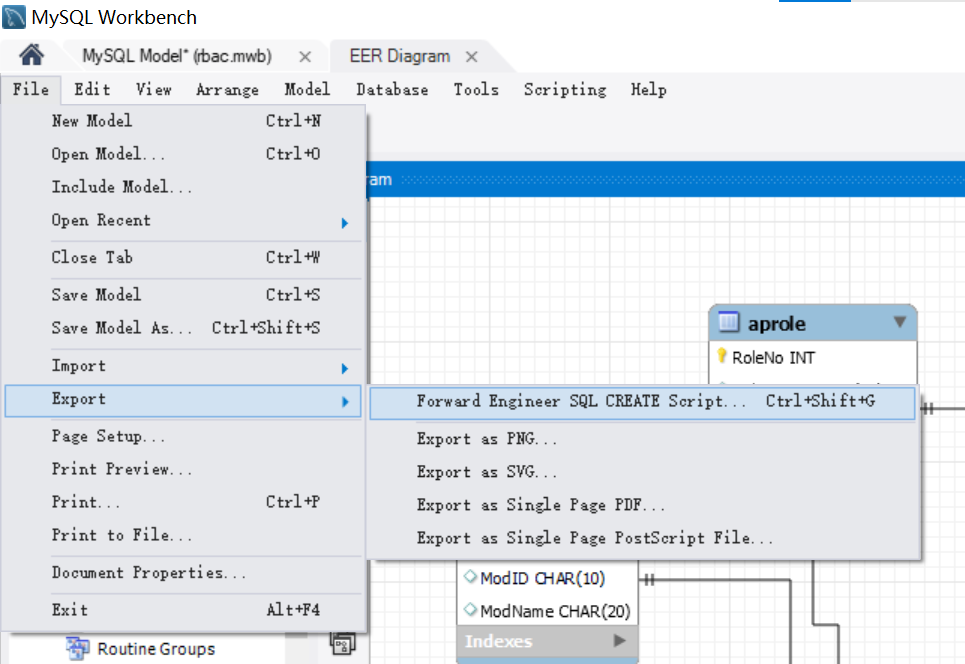 MySQL Workbench
MySQL Model* (rbac.mwb)
EER Diagram
File Edit View Arrange Model Database Tools Scripting Help
New Model Ctrl+N
Open Model... Ctrl+O
Include Model...
Open Recent
Close Tab Ctrl+W
Save Model Ctrl+S
Save Model As... Ctrl+Shift+S
Import
Export
Page Setup...
Print Preview...
Print... Ctrl+P
Print to File...
Document Properties...
Exit Alt+F4
Routine Groups
ram
aprole
RoleNo INT
Forward Engineer SQL CREATE Script... Ctrl+Shift+G
Export as PNG...
Export as SVG...
Export as Single Page PDF...
Export as Single Page PostScript File...
ModID CHAR(10)
ModName CHAR(20)
Indexes